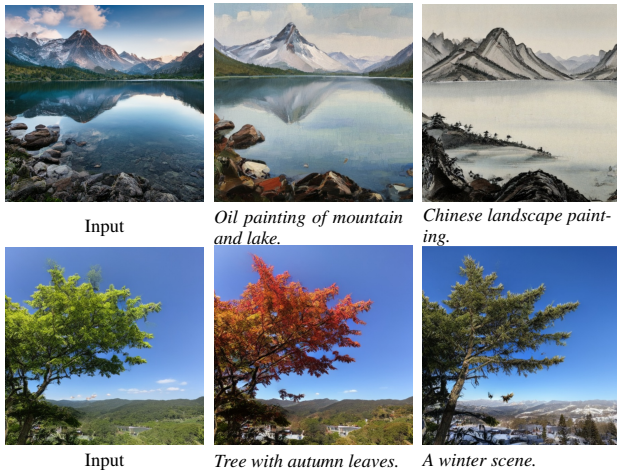 Input
Oil painting of mountain
and lake.
Chinese landscape paint-
ing.
Input
Tree with autumn leaves.
A winter scene.